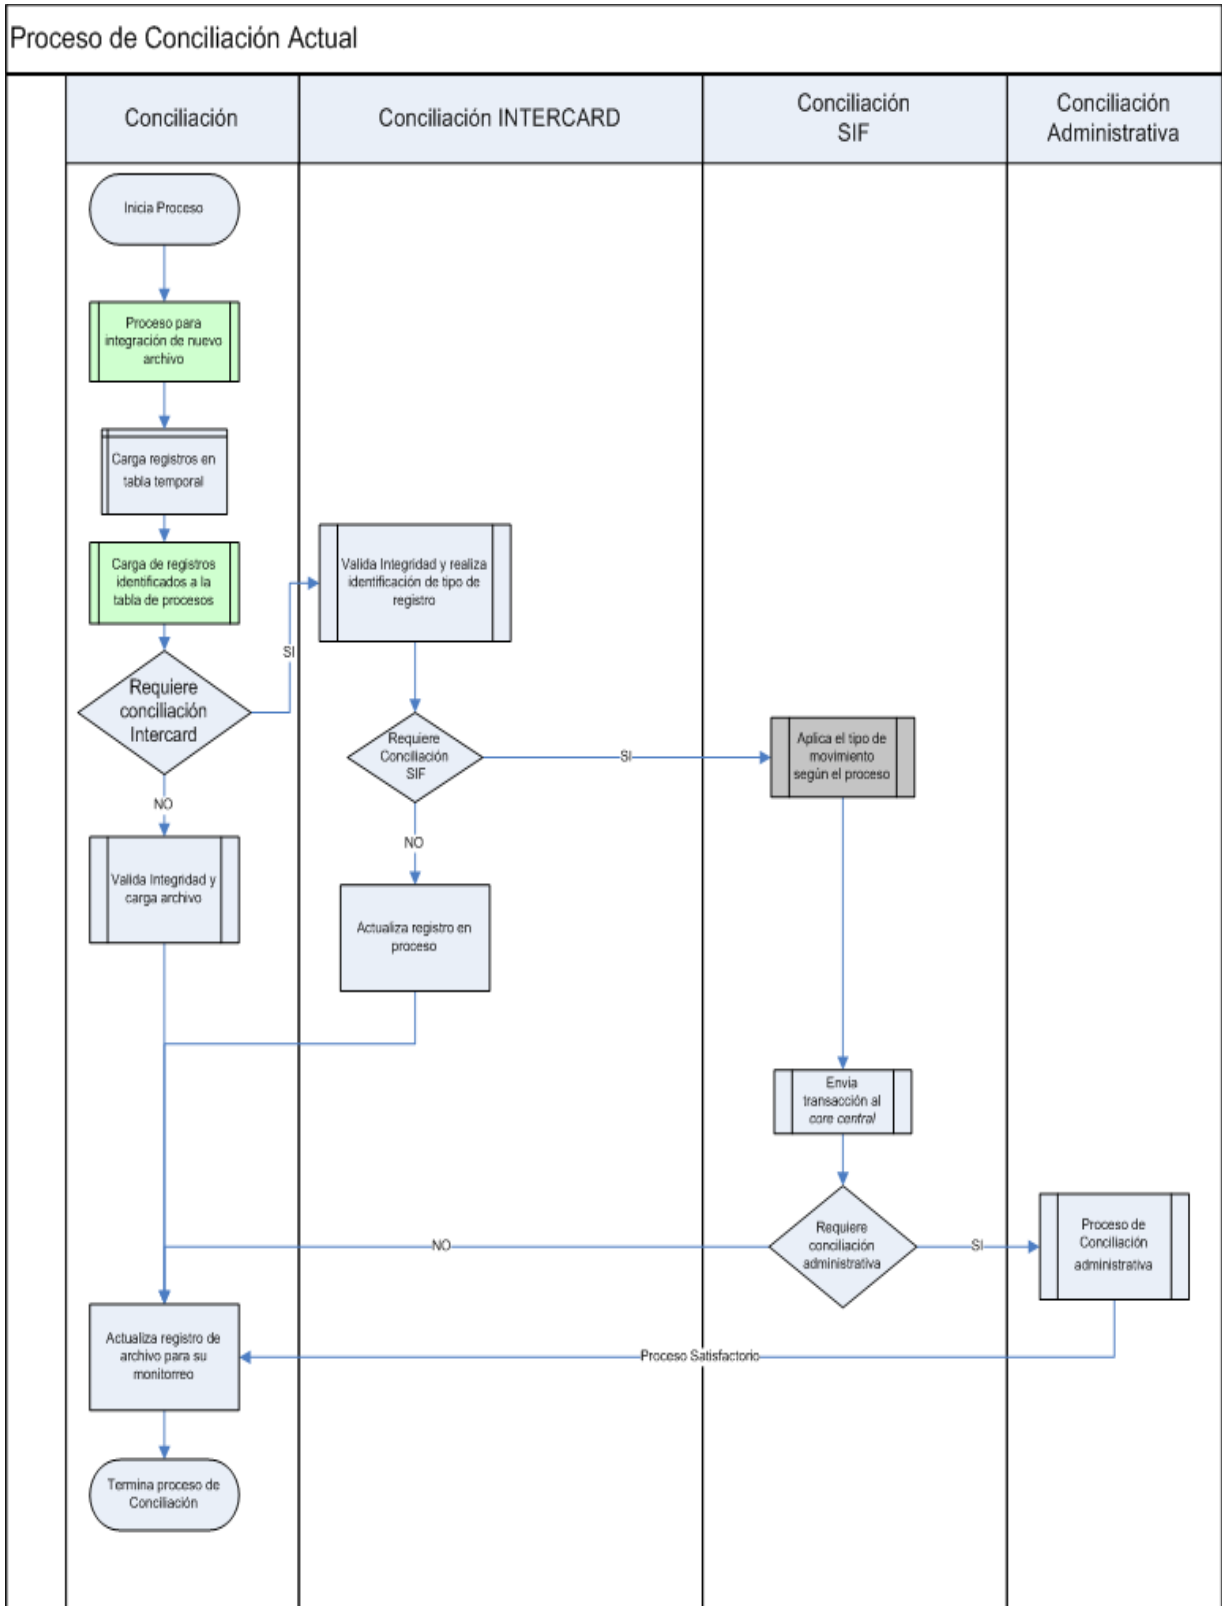 Proceso de Conciliación Actual
Conciliación
Conciliación INTERCARD
Conciliación
SIF
Conciliación
Administrativa
Inicia Proceso
Proceso para
integración de nuevo
archivo
Carga registros en
tabla temporal
Carga de registros
identificados a la
tabla de procesos
Requiere
conciliación
Intercard
SI
NO
Valida Integridad y
carga archivo
Valida Integridad y realiza
identificación de tipo de
registro
Requiere
Conciliación
SIF
SI
NO
Actualiza registro en
proceso
Aplica el tipo de
movimiento
según el proceso
Envia
transacción al
core central
Requiere
conciliación
administrativa
NO
SI
Proceso de
Conciliación
administrativa
Proceso Satisfactorio
Actualiza registro de
archivo para su
monitorreo
Termina proceso de
Conciliación